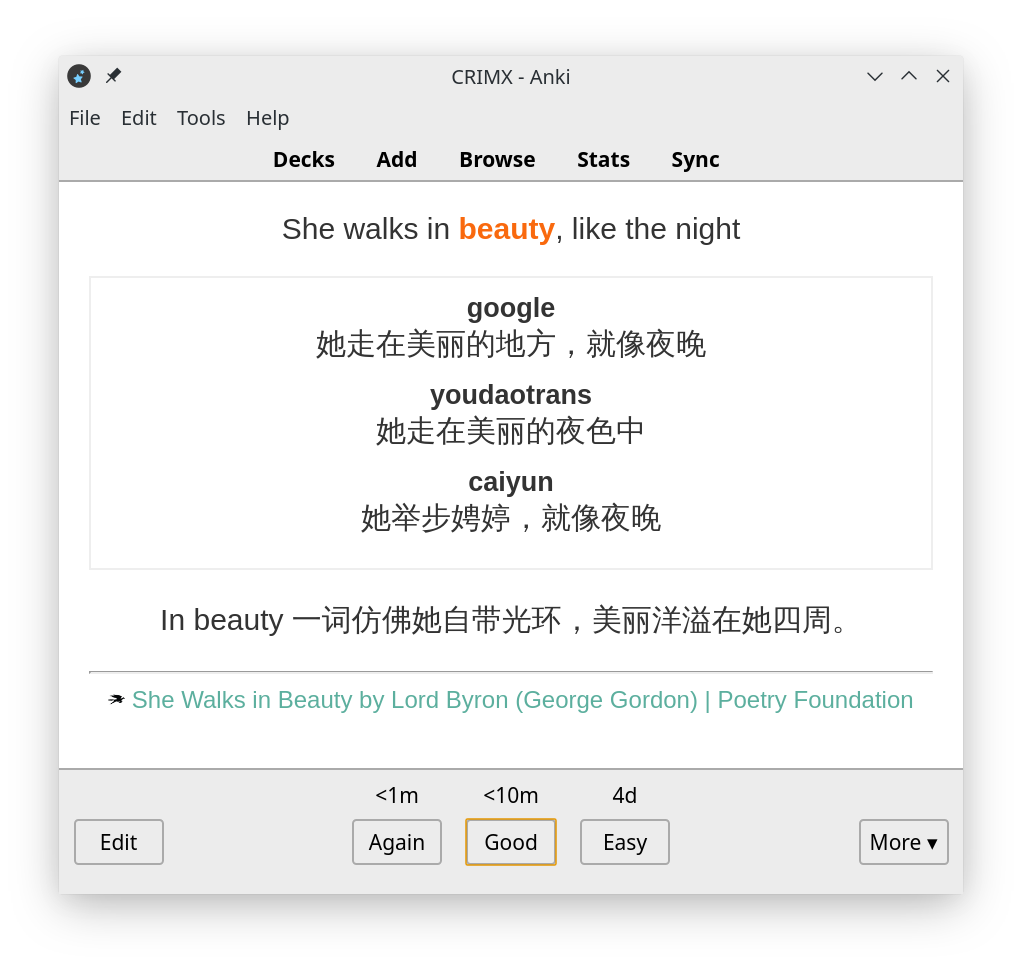 CRIMX - Anki
File Edit Tools Help
Decks Add Browse Stats Sync
She walks in beauty, like the night
google
她走在美丽的地方，就像夜晚
youdaotrans
她走在美丽的夜色中
caiyun
她举步娉婷，就像夜晚
In beauty 一词仿佛她自带光环，美丽洋溢在她四周。
She Walks in Beauty by Lord Byron (George Gordon) | Poetry Foundation
<1m <10m 4d
Edit Again Good Easy More ▾